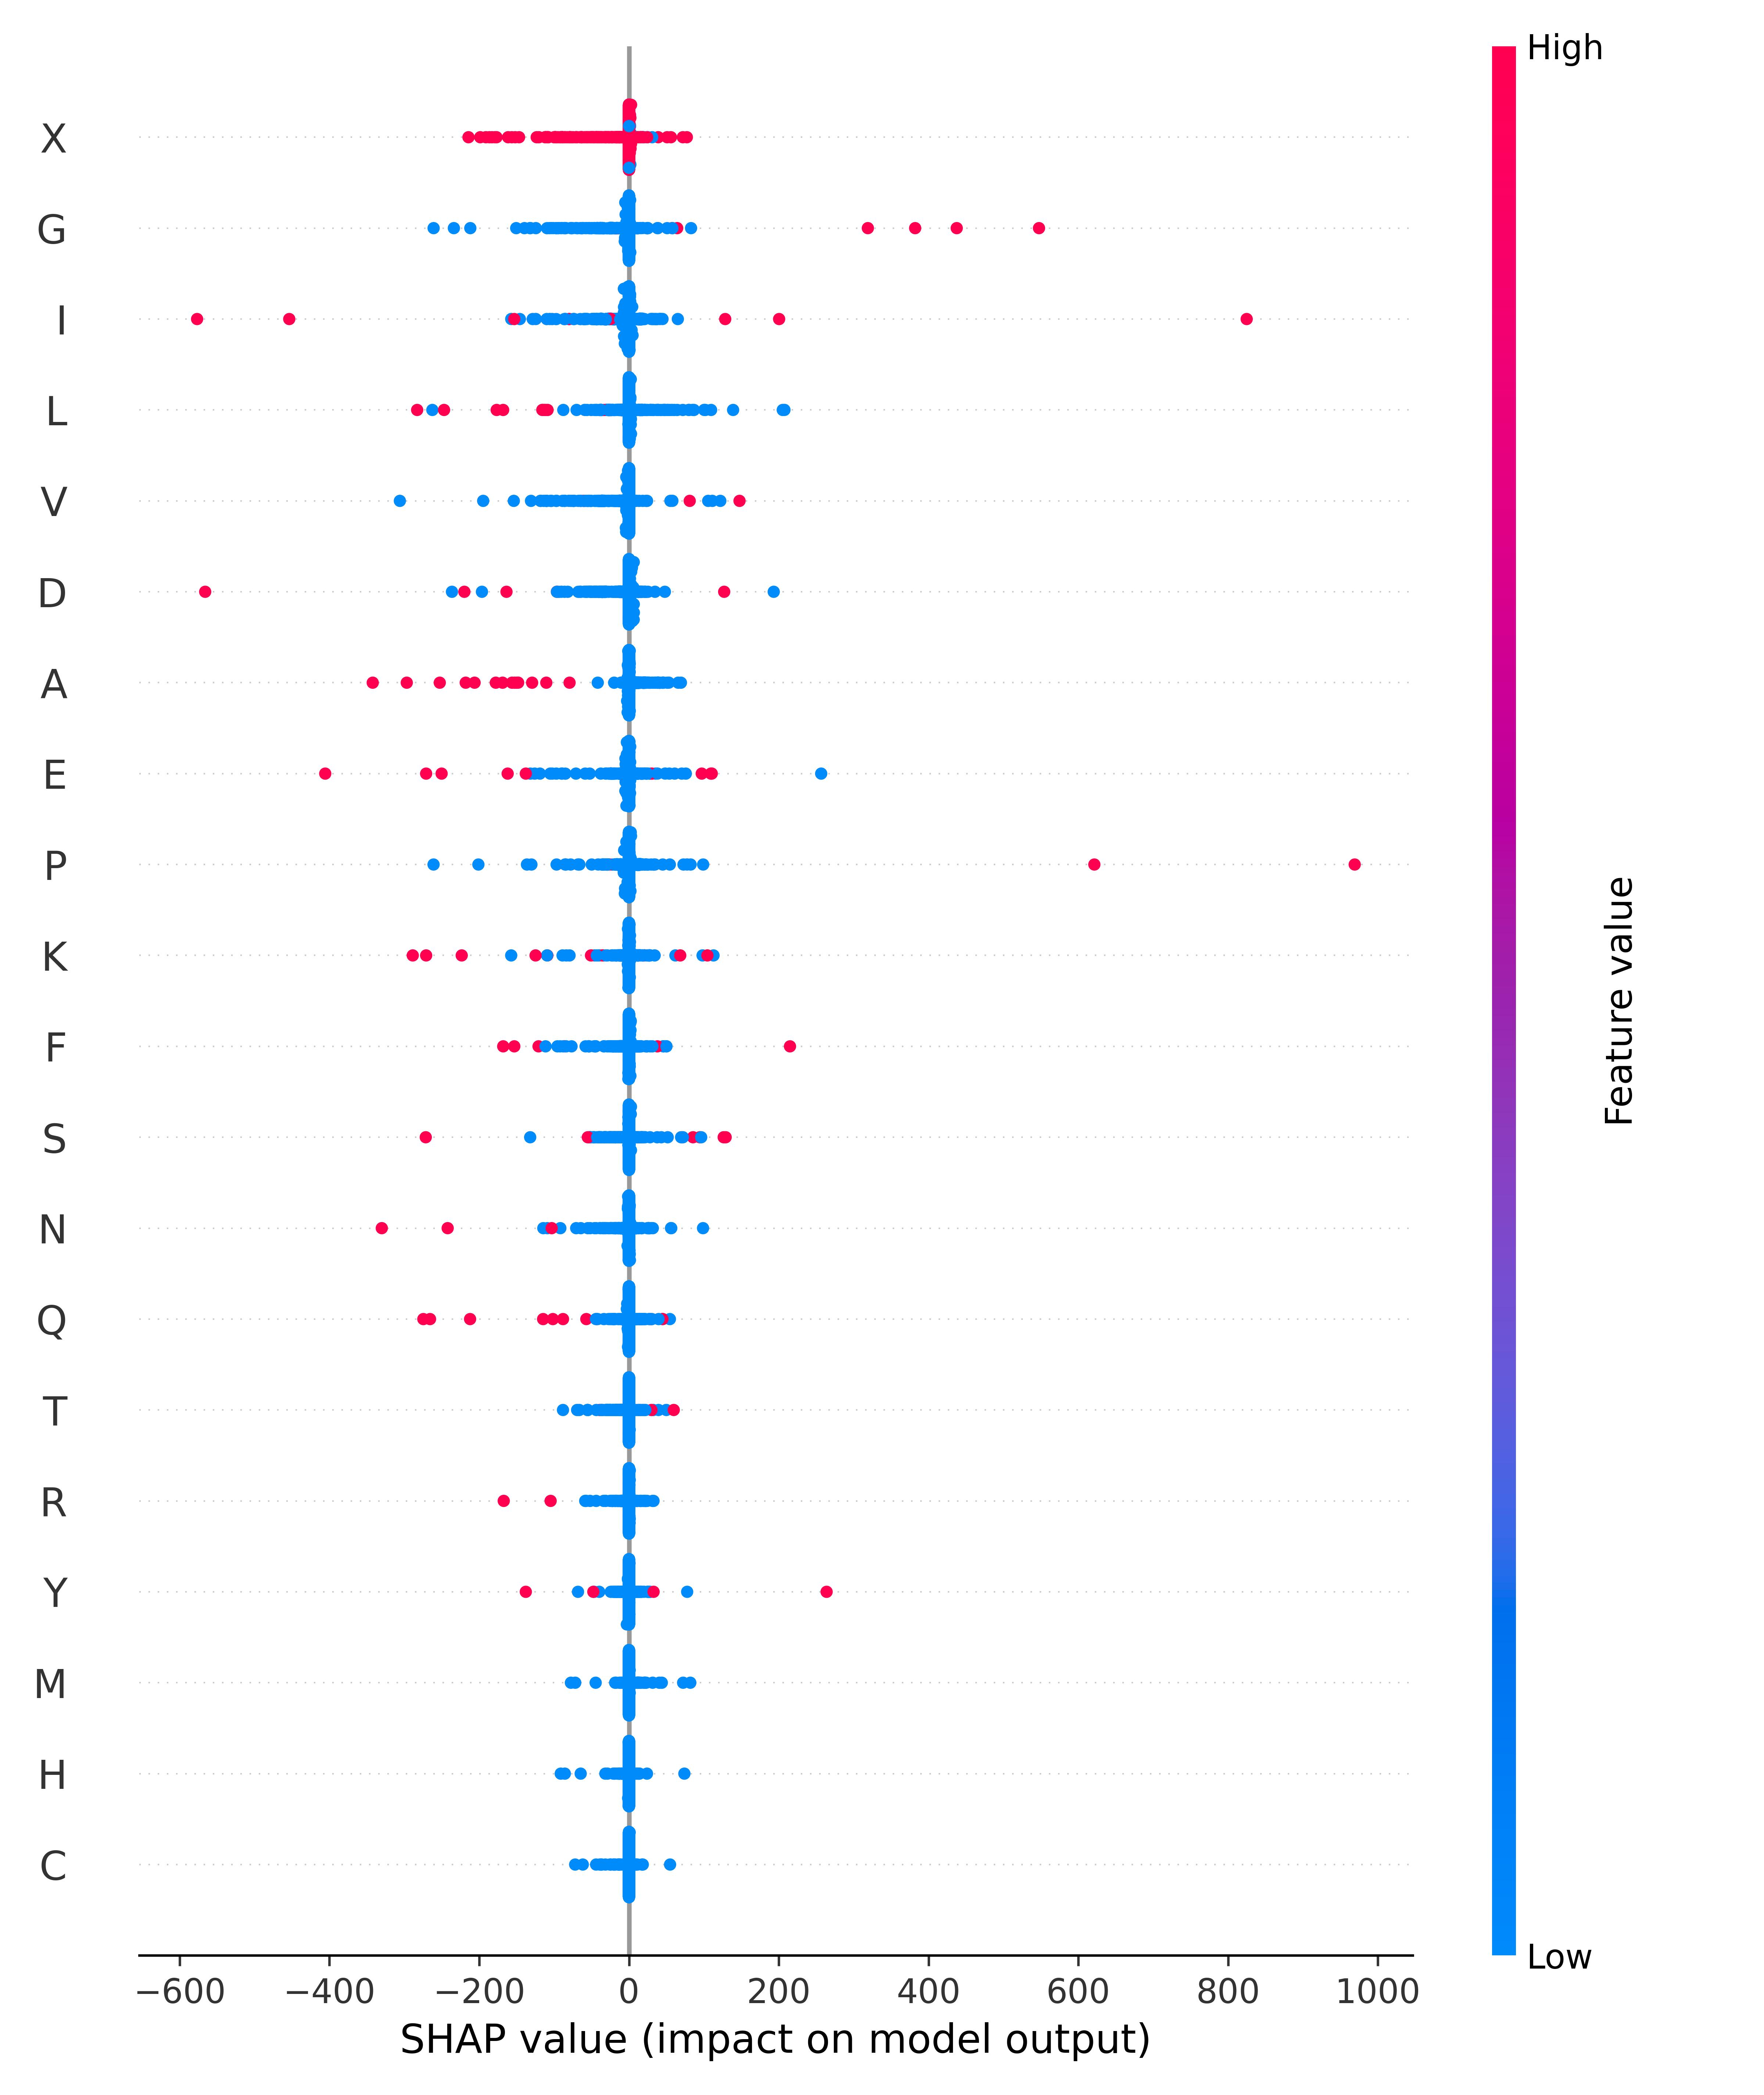 High
X
G
I
L
V
D
A
E
P
K
F
S
N
Q
T
R
Y
M
H
C
Feature value
Low
−600 −400 −200 0 200 400 600 800 1000
SHAP value (impact on model output)